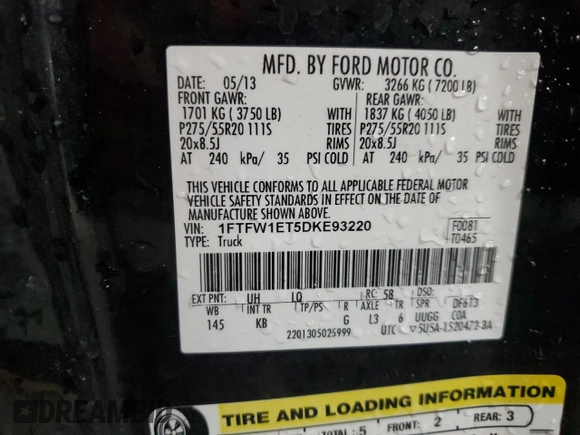 MFD. BY FORD MOTOR CO.
DATE: 05/13 GVWR: 3266 KG ( 7200 LB)
FRONT GAWR: REAR GAWR:
1701 KG ( 3750 LB) WITH 1837 KG ( 4050 LB) WITH
P275/55R20 111S TIRES P275/55R20 111S TIRES
20x8.5J RIMS 20x8.5J RIMS
AT 240 kPa/ 35 PSI COLD AT 240 kPa/ 35 PSI COLD
THIS VEHICLE CONFORMS TO ALL APPLICABLE FEDERAL MOTOR
VEHICLE SAFETY STANDARDS IN EFFECT ON THE DATE OF
MANUFACTURE SHOWN ABOVE.
VIN: 1FTFW1ET5DKE93220 F0081
TYPE: Truck T0465
EXT PNT: UH LQ RC: 58 DSO:
WB INT TR TP/PS R AXLE TR SPR DF6T3
145 KB G L3 6 UUGG COA
2201305025999 UTC 5U5A-1520472-BA
TIRE AND LOADING INFORMATION
TOTAL: 5 FRONT: 2 REAR: 3
DREAMBID